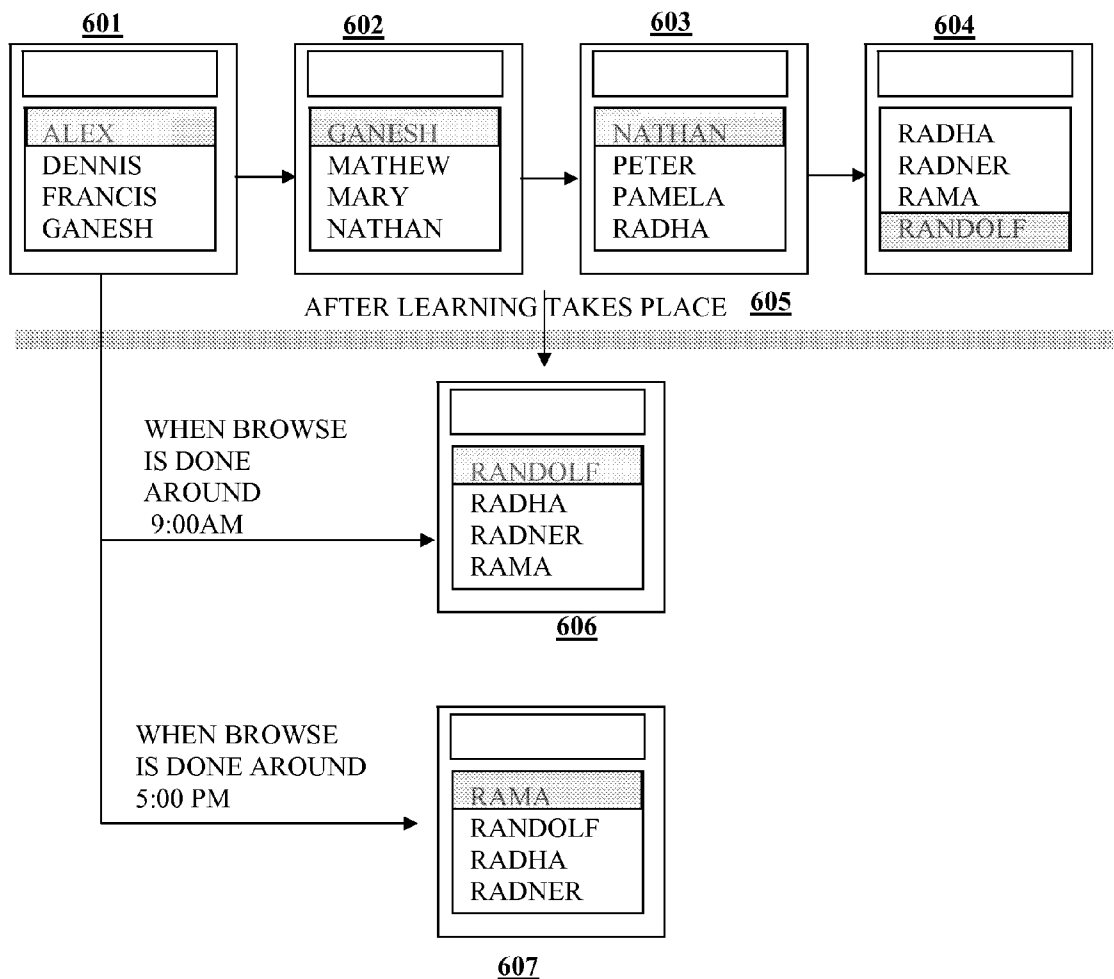 601
602
603
604
ALEX
DENNIS
FRANCIS
GANESH
GANESH
MATHEW
MARY
NATHAN
NATHAN
PETER
PAMELA
RADHA
RADHA
RADNER
RAMA
RANDOLF
AFTER LEARNING TAKES PLACE 605
WHEN BROWSE
IS DONE
AROUND
9:00AM
RANDOLF
RADHA
RADNER
RAMA
606
WHEN BROWSE
IS DONE AROUND
5:00 PM
RAMA
RANDOLF
RADHA
RADNER
607